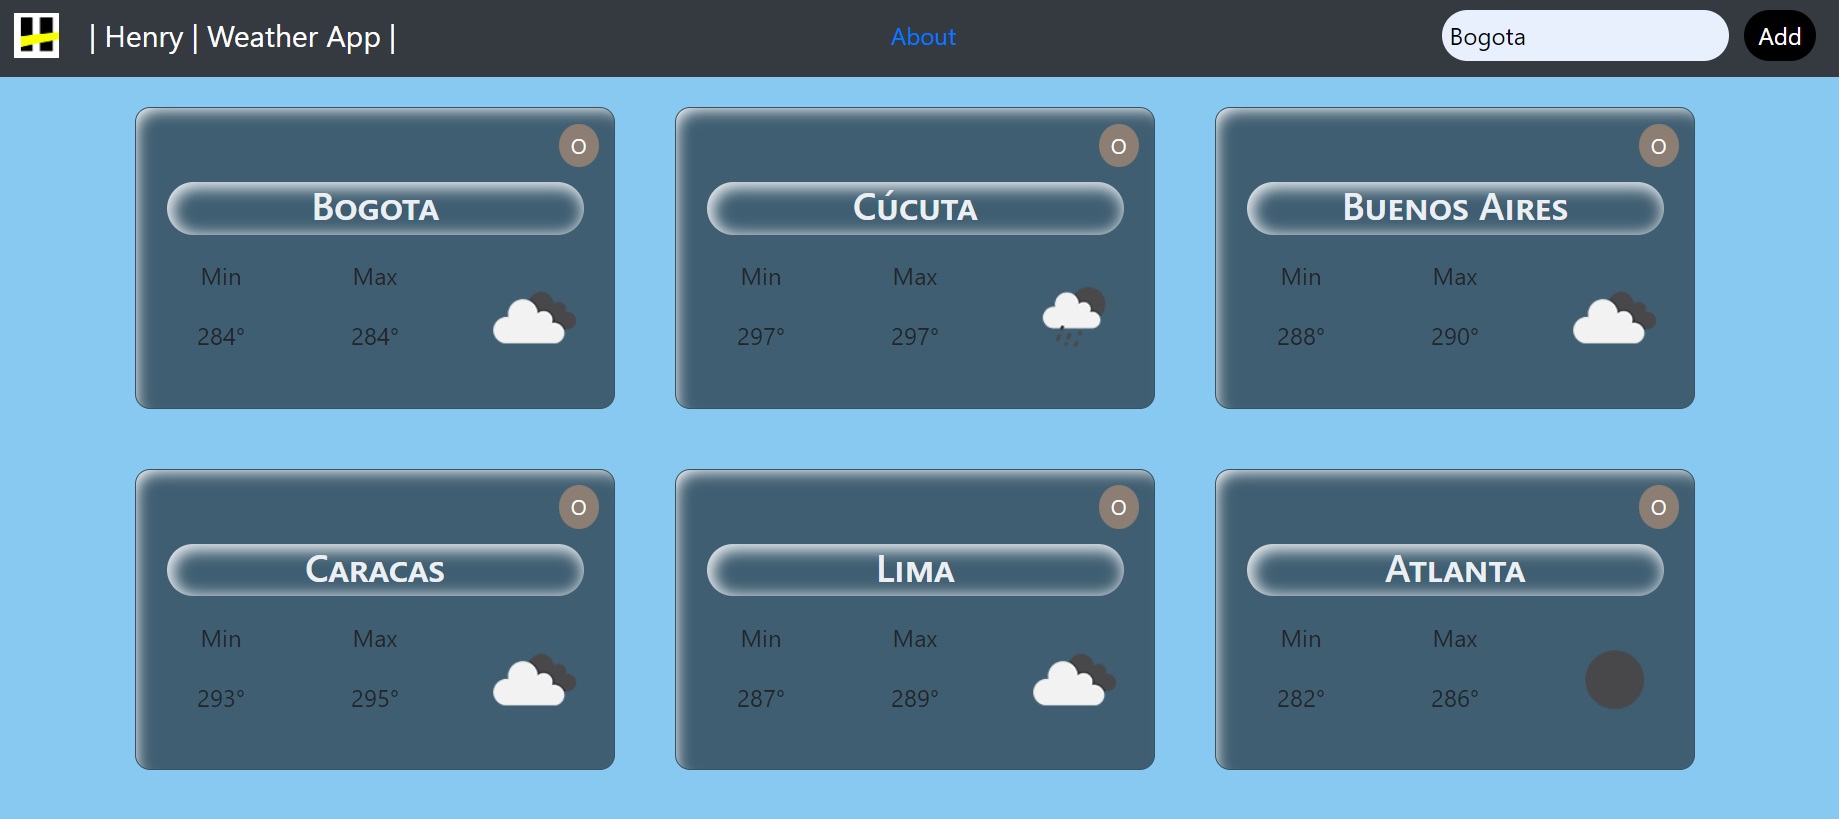 | Henry | Weather App | About Bogota Add
O O O
Bogota Cúcuta Buenos Aires
Min Max Min Max Min Max
284° 284° 297° 297° 288° 290°
O O O
Caracas Lima Atlanta
Min Max Min Max Min Max
293° 295° 287° 289° 282° 286°